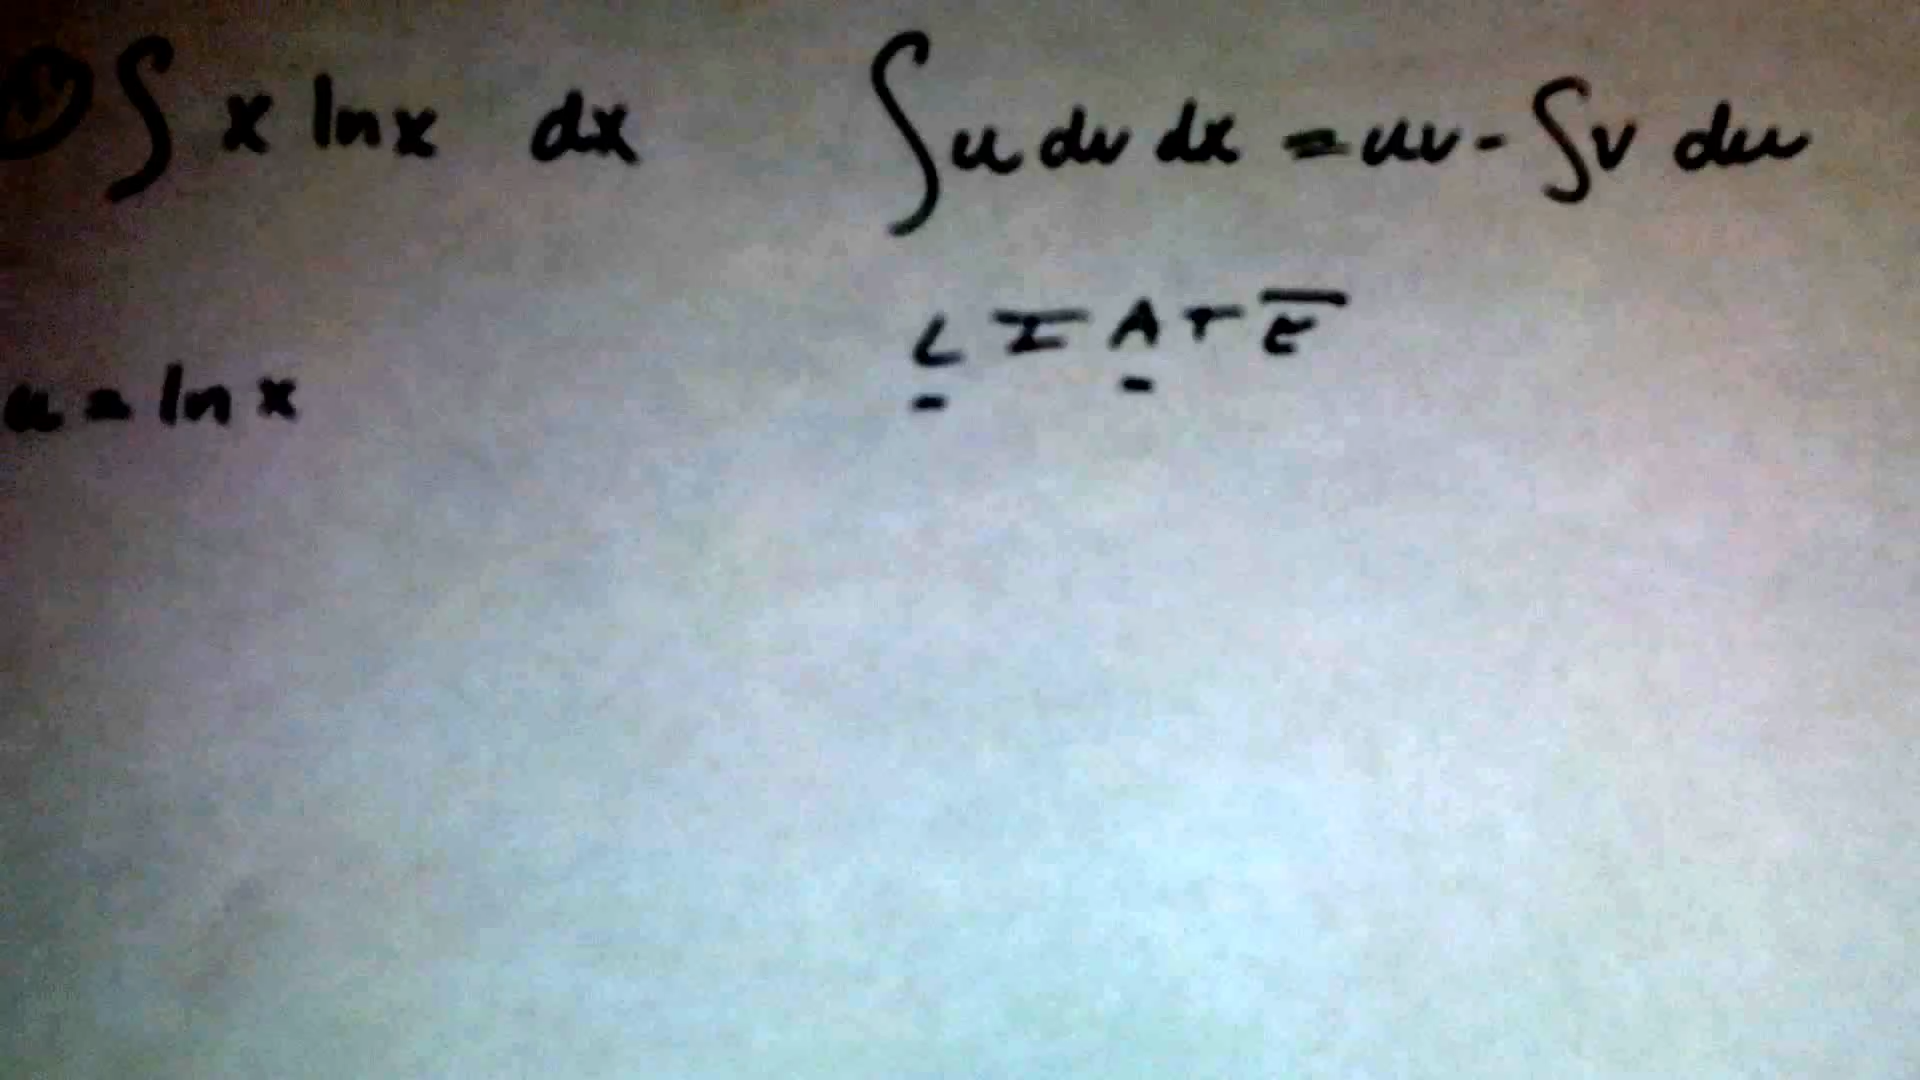 ∫ x ln x dx ∫ u dv dx = uv - ∫ v du
L I A T E
u = ln x